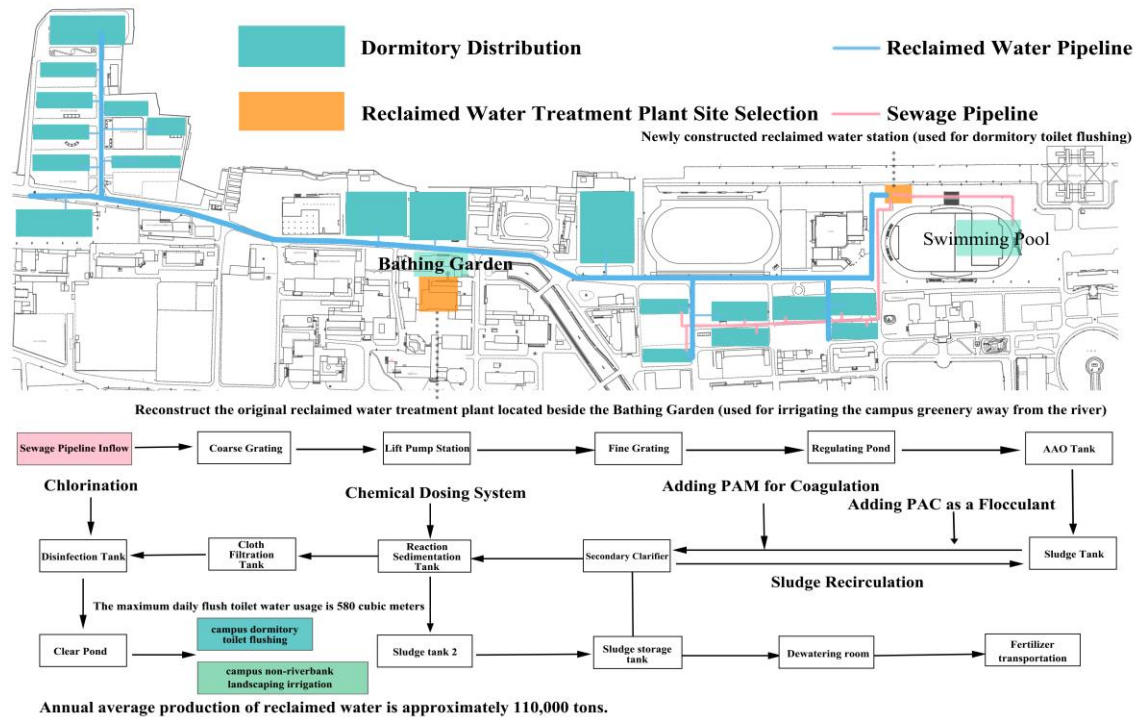 Dormitory Distribution
Reclaimed Water Pipeline
Reclaimed Water Treatment Plant Site Selection
Sewage Pipeline
Newly constructed reclaimed water station (used for dormitory toilet flushing)
Swimming Pool
Bathing Garden
Reconstruct the original reclaimed water treatment plant located beside the Bathing Garden (used for irrigating the campus greenery away from the river)
Sewage Pipeline Inflow
Coarse Grating
Lift Pump Station
Fine Grating
Regulating Pond
AAO Tank
Chlorination
Chemical Dosing System
Adding PAM for Coagulation
Adding PAC as a Flocculant
Disinfection Tank
Cloth
Filtration
Tank
Reaction
Sedimentation
Tank
Secondary Clarifier
Sludge Tank
Sludge Recirculation
The maximum daily flush toilet water usage is 580 cubic meters
Clear Pond
campus dormitory
toilet flushing
campus non-riverbank
landscaping irrigation
Sludge tank 2
Sludge storage
tank
Dewatering room
Fertilizer
transportation
Annual average production of reclaimed water is approximately 110,000 tons.